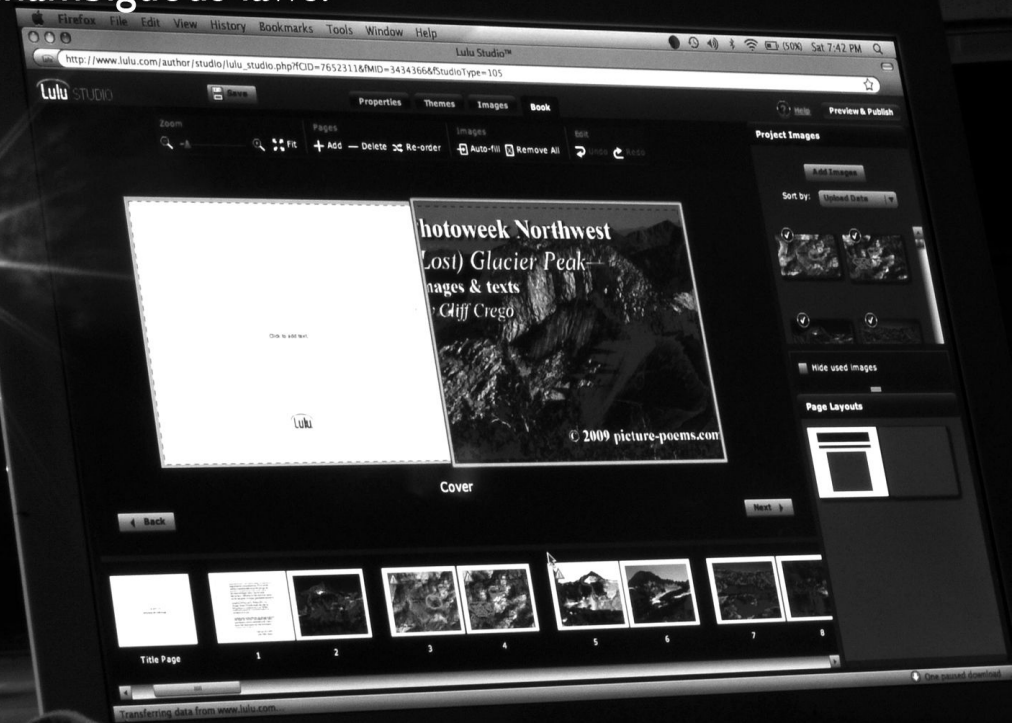 Firefox File Edit View History Bookmarks Tools Window Help
(50%) Sat 7:42 PM
Lulu Studio™
http://www.lulu.com/author/studio/lulu_studio.php?fCID=7652311&fMID=3434366&fStudioType=105
Lulu STUDIO
Save
Properties Themes Images Book
Help
Preview & Publish
Zoom
Fit
Pages
Add Delete Re-order
Images
Auto-fill Remove All
Edit
Undo Redo
Project Images
Add Images
Sort by: Upload Date
Hide used images
Page Layouts
Click to add text.
Lulu
hotoweek Northwest
Lost) Glacier Peak—
mages & texts
Cliff Crego
© 2009 picture-poems.com
Cover
Back
Next
Title Page 1 2 3 4 5 6 7 8
One paused download
Transferring data from www.lulu.com...